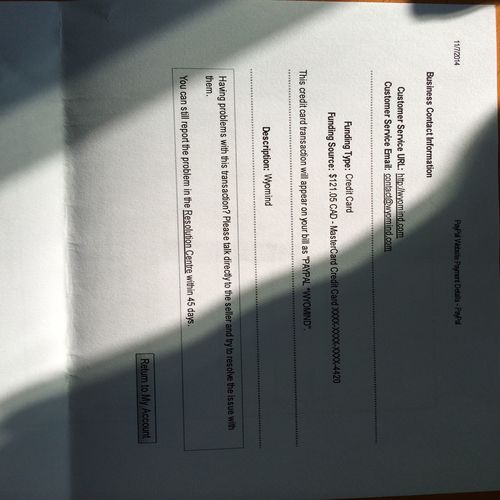 11/7/2014 PayPal Website Payment Details - PayPal
Business Contact Information
Customer Service URL: http://wyomind.com
Customer Service Email: contact@wyomind.com
Funding Type: Credit Card
Funding Source: $121.05 CAD - MasterCard Credit Card XXXX-XXXX-XXXX-4420
This credit card transaction will appear on your bill as "PAYPAL *WYOMIND".
Description: Wyomind
Having problems with this transaction? Please talk directly to the seller and try to resolve the issue with
them.
You can still report the problem in the Resolution Centre within 45 days.
Return to My Account